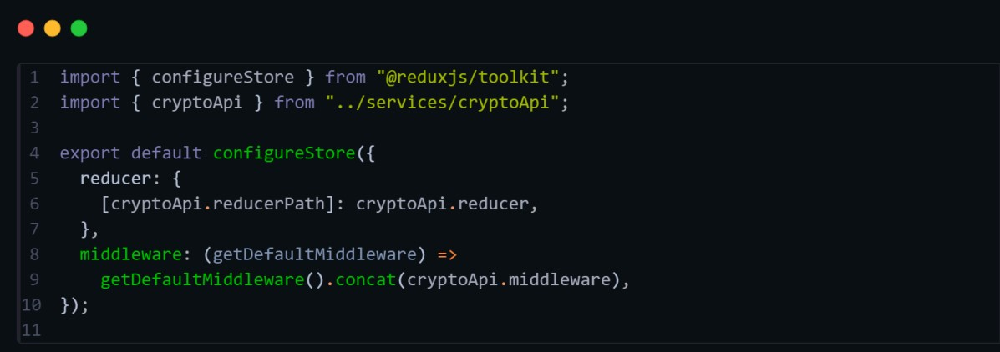 1 import { configureStore } from "@reduxjs/toolkit";
2 import { cryptoApi } from "../services/cryptoApi";
3
4 export default configureStore({
5   reducer: {
6     [cryptoApi.reducerPath]: cryptoApi.reducer,
7   },
8   middleware: (getDefaultMiddleware) =>
9     getDefaultMiddleware().concat(cryptoApi.middleware),
10 });
11